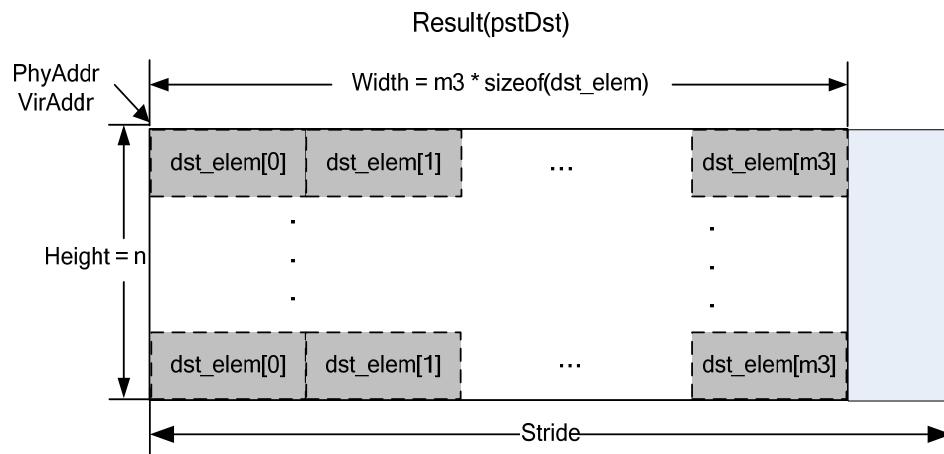 Result(pstDst)
PhyAddr
VirAddr
Width = m3 * sizeof(dst_elem)
dst_elem[0] dst_elem[1] ... dst_elem[m3]
Height = n
dst_elem[0] dst_elem[1] ... dst_elem[m3]
Stride